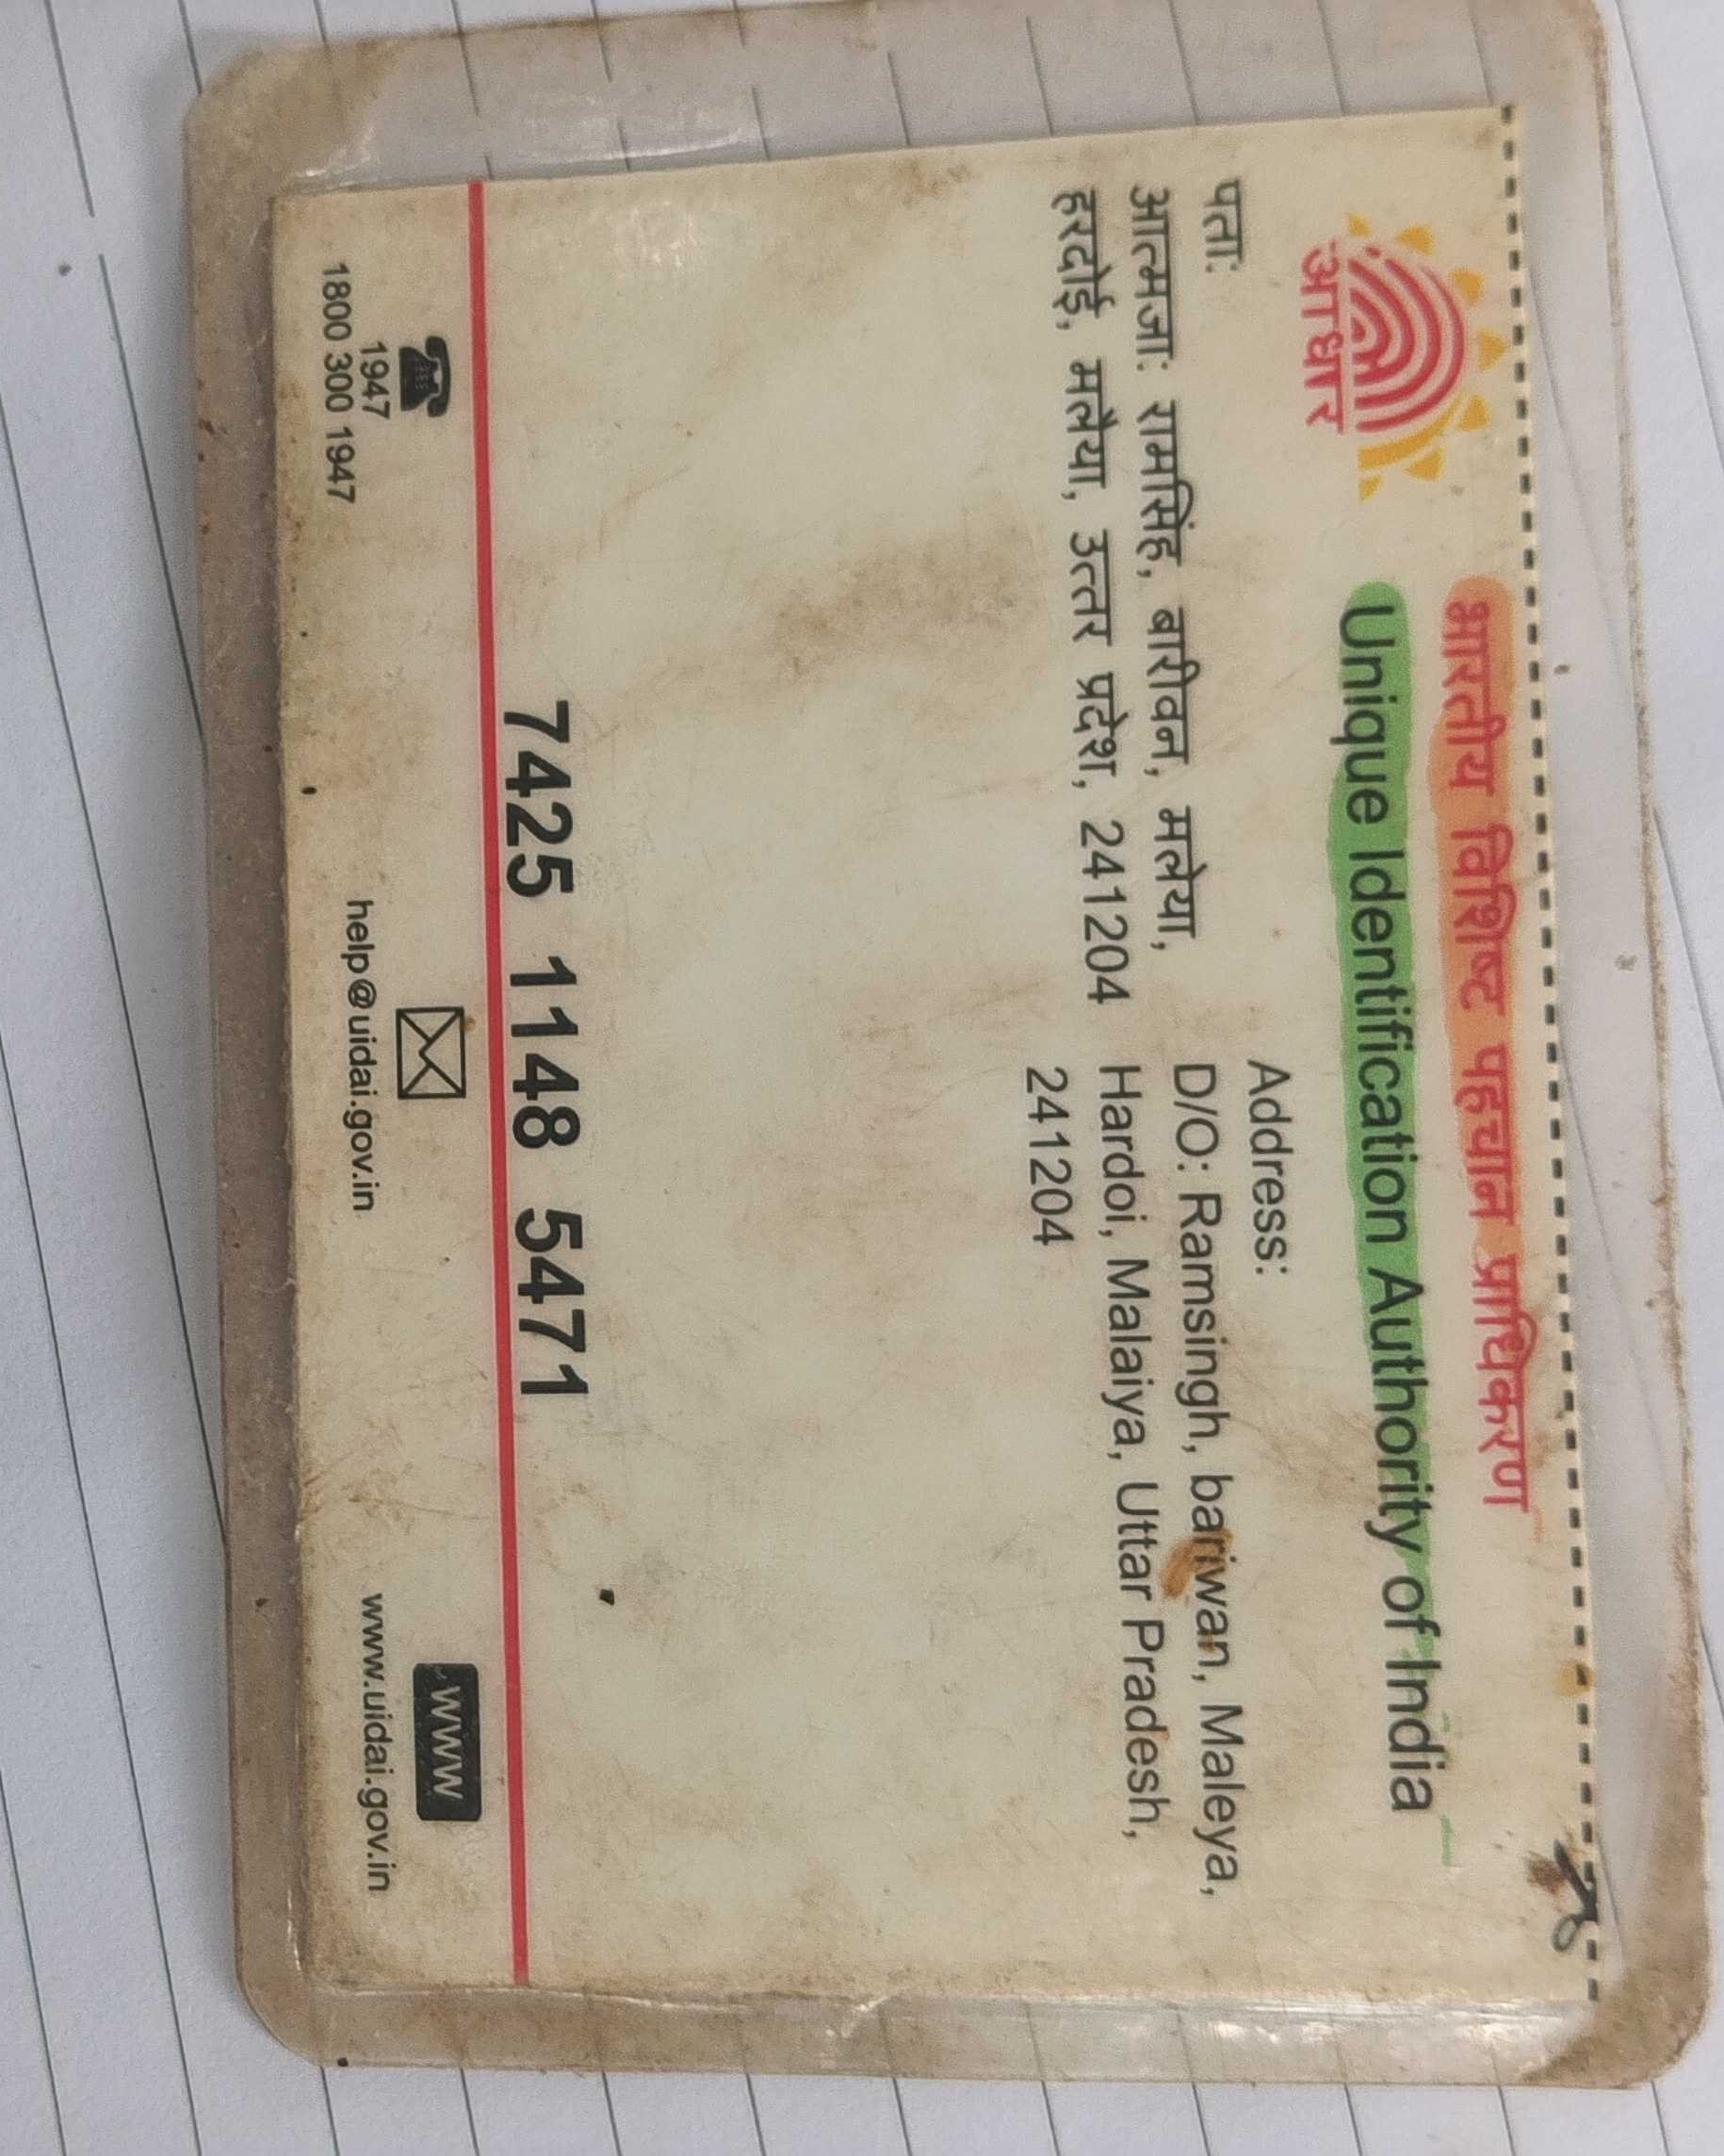 भारतीय विशिष्ट पहचान प्राधिकरण
Unique Identification Authority of India
आधार
पता:
आत्मजा: रामसिंह, बारीवन, मलेया,
हरदोई, मलैया, उत्तर प्रदेश, 241204
Address:
D/O: Ramsingh, bariwan, Maleya,
Hardoi, Malaiya, Uttar Pradesh,
241204
7425 1148 5471
1947
1800 300 1947
help@uidai.gov.in
www
www.uidai.gov.in